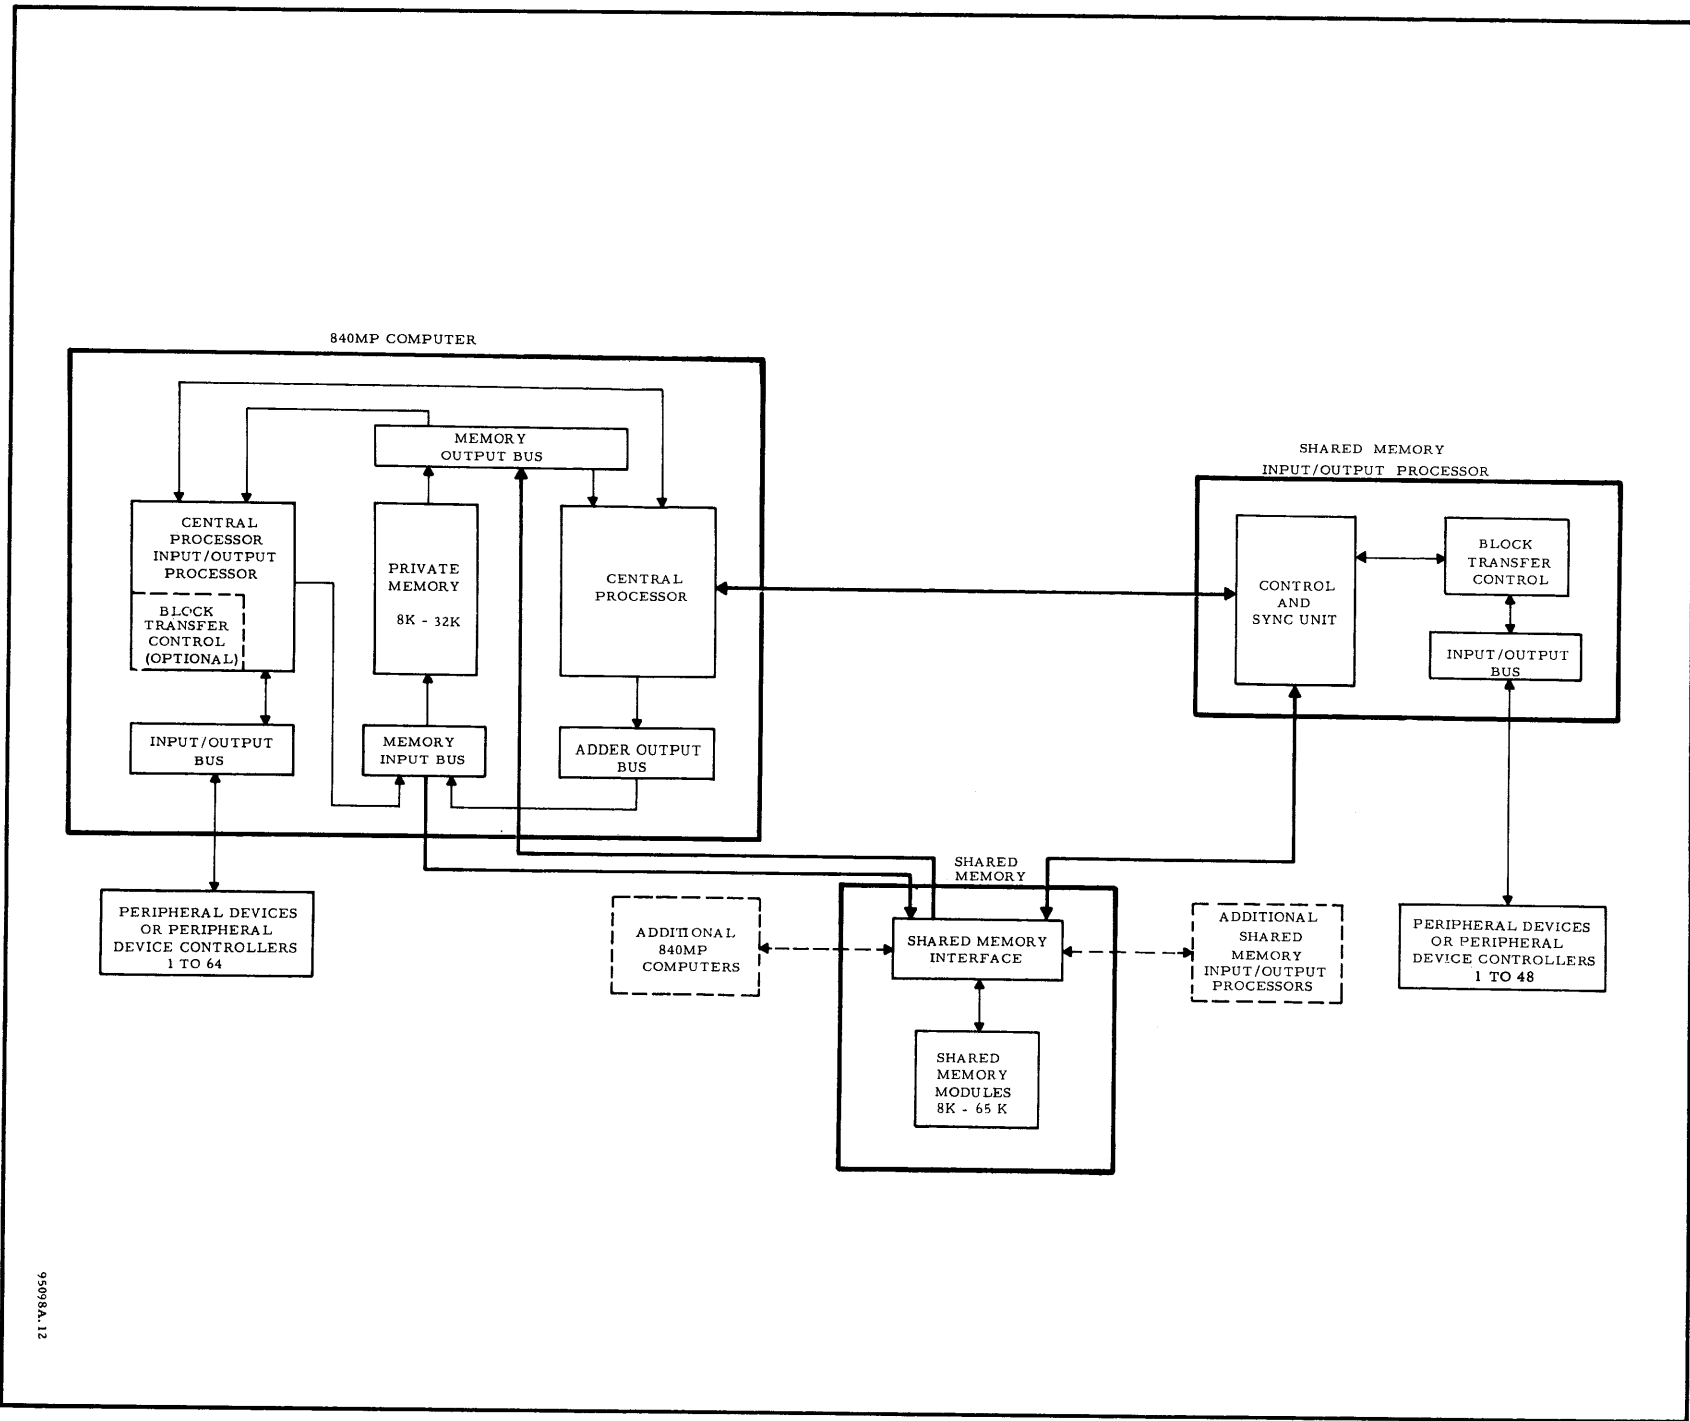 840MP COMPUTER
MEMORY
OUTPUT BUS
CENTRAL
PROCESSOR
INPUT/OUTPUT
PROCESSOR
BLOCK
TRANSFER
CONTROL
(OPTIONAL)
PRIVATE
MEMORY
8K - 32K
CENTRAL
PROCESSOR
INPUT/OUTPUT
BUS
MEMORY
INPUT BUS
ADDER OUTPUT
BUS
PERIPHERAL DEVICES
OR PERIPHERAL
DEVICE CONTROLLERS
1 TO 64
SHARED MEMORY
INPUT/OUTPUT PROCESSOR
CONTROL
AND
SYNC UNIT
BLOCK
TRANSFER
CONTROL
INPUT/OUTPUT
BUS
SHARED
MEMORY
ADDITIONAL
840MP
COMPUTERS
SHARED MEMORY
INTERFACE
SHARED
MEMORY
MODULES
8K - 65 K
ADDITIONAL
SHARED
MEMORY
INPUT/OUTPUT
PROCESSORS
PERIPHERAL DEVICES
OR PERIPHERAL
DEVICE CONTROLLERS
1 TO 48
95098A.12